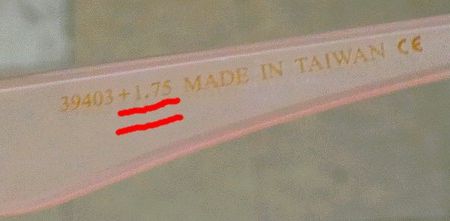 39403 +1.75 MADE IN TAIWAN CE